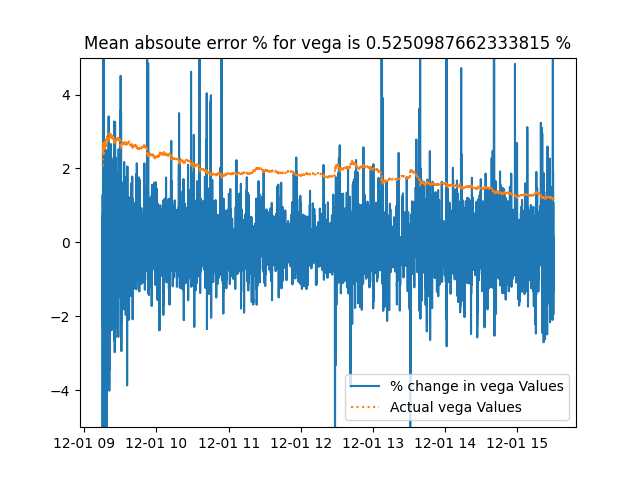 Mean absoute error % for vega is 0.5250987662333815 %
4
2
0
−2
−4
% change in vega Values
Actual vega Values
12-01 09 12-01 10 12-01 11 12-01 12 12-01 13 12-01 14 12-01 15